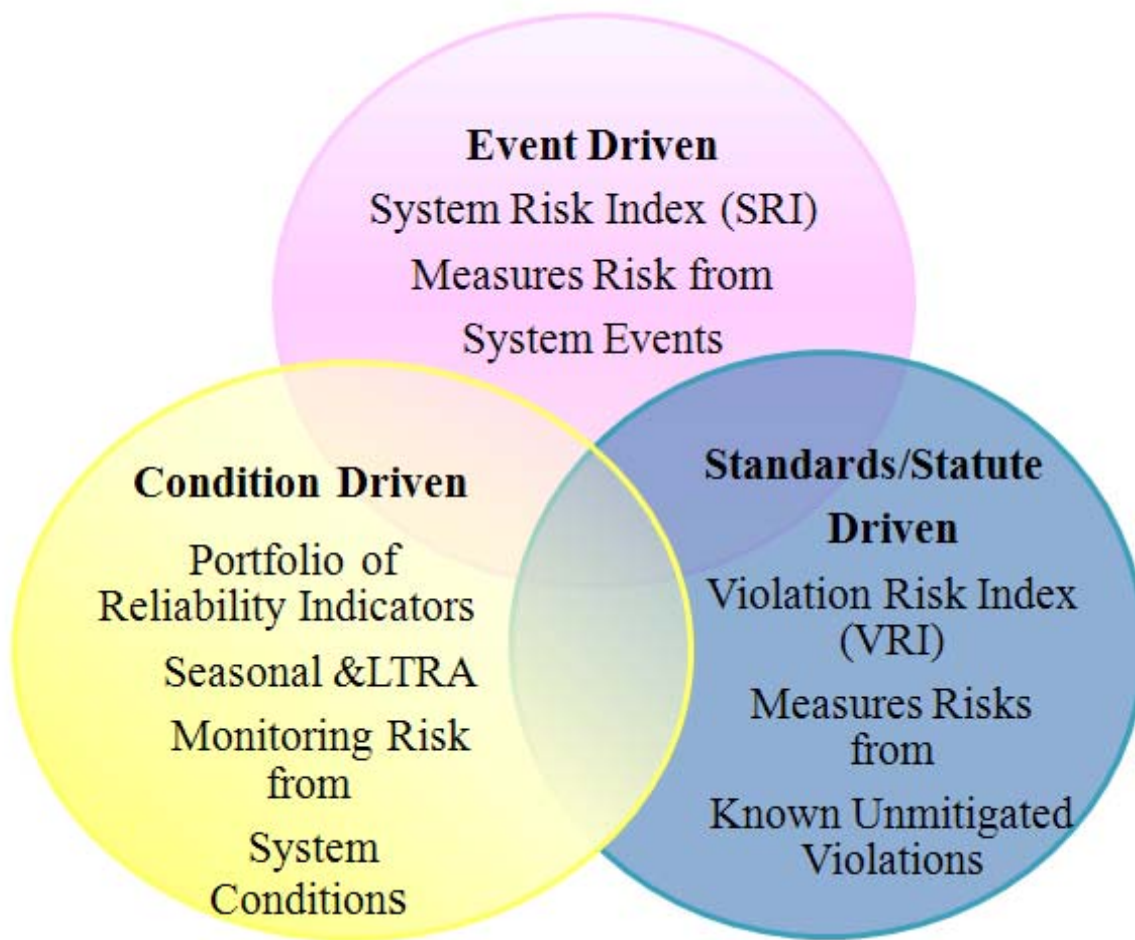 Event Driven
System Risk Index (SRI)
Measures Risk from
System Events
Condition Driven
Portfolio of
Reliability Indicators
Seasonal &LTRA
Monitoring Risk
from
System
Conditions
Standards/Statute
Driven
Violation Risk Index
(VRI)
Measures Risks
from
Known Unmitigated
Violations